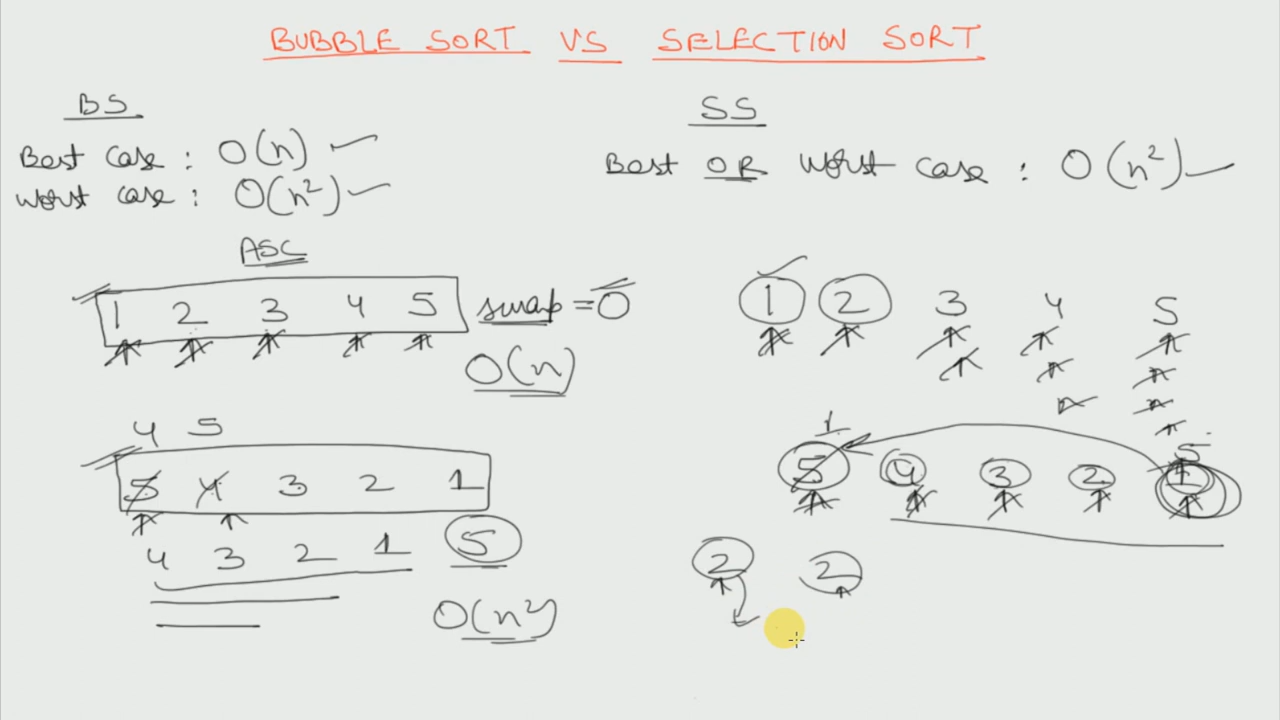 BUBBLE SORT VS SELECTION SORT
BS
Best case : O(n)
Worst case : O(n²)
ASC
1 2 3 4 5 swap = 0
O(n)
4 5
5 4 3 2 1
4 3 2 1 5
O(n²)
SS
Best OR Worst case : O(n²)
1 2 3 4 5
1 5
5 4 3 2 1
2 2